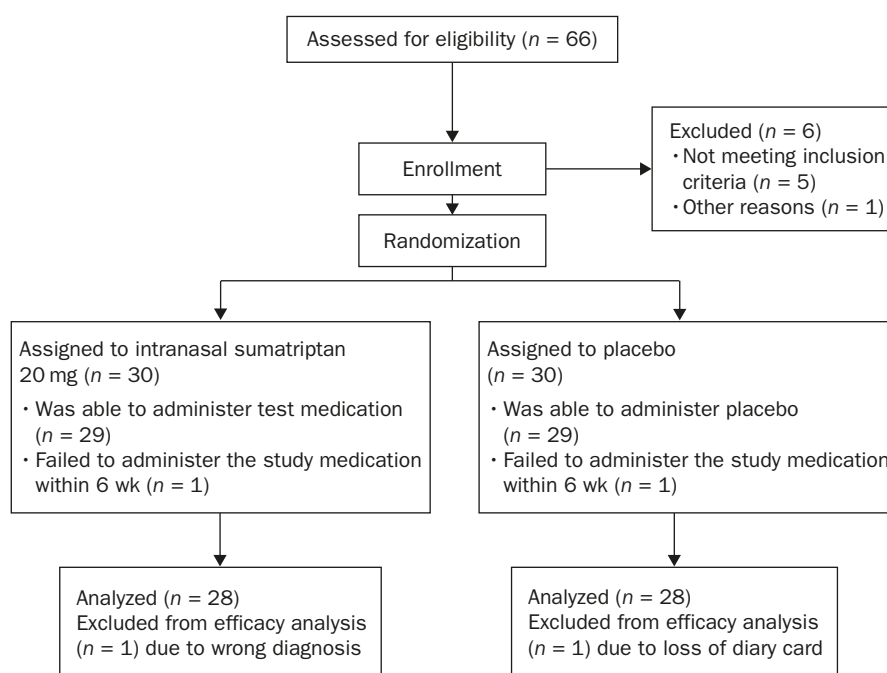 Assessed for eligibility (n = 66)
Enrollment
Excluded (n = 6)
· Not meeting inclusion
criteria (n = 5)
· Other reasons (n = 1)
Randomization
Assigned to intranasal sumatriptan
20 mg (n = 30)
· Was able to administer test medication
(n = 29)
· Failed to administer the study medication
within 6 wk (n = 1)
Assigned to placebo
(n = 30)
· Was able to administer placebo
(n = 29)
· Failed to administer the study medication
within 6 wk (n = 1)
Analyzed (n = 28)
Excluded from efficacy analysis
(n = 1) due to wrong diagnosis
Analyzed (n = 28)
Excluded from efficacy analysis
(n = 1) due to loss of diary card